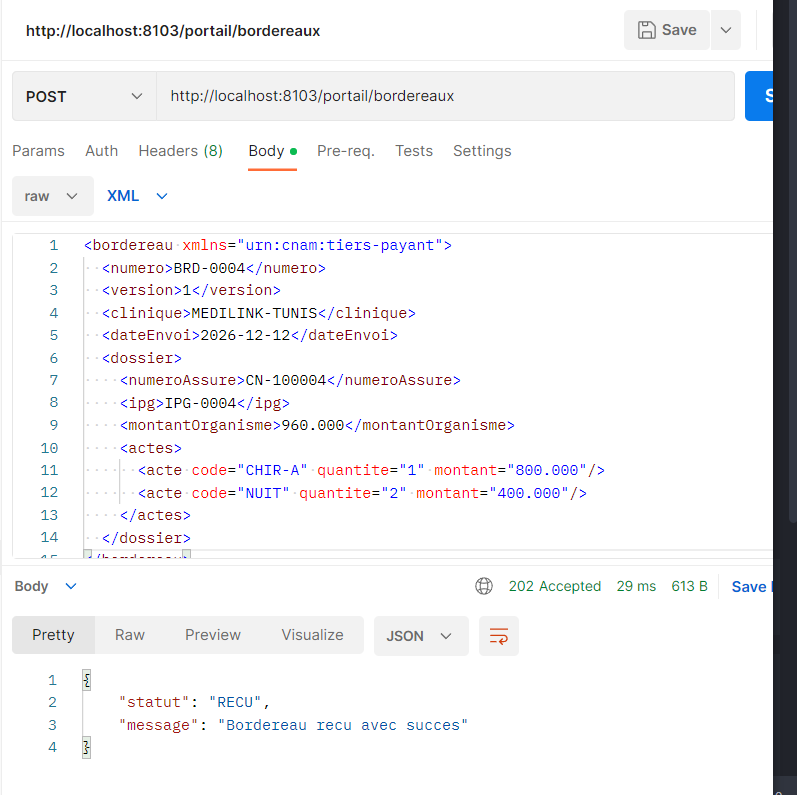 http://localhost:8103/portail/bordereaux
Save
POST
http://localhost:8103/portail/bordereaux
S
Params Auth Headers (8) Body Pre-req. Tests Settings
raw XML
1 <bordereau xmlns="urn:cnam:tiers-payant">
2 <numero>BRD-0004</numero>
3 <version>1</version>
4 <clinique>MEDILINK-TUNIS</clinique>
5 <dateEnvoi>2026-12-12</dateEnvoi>
6 <dossier>
7 <numeroAssure>CN-100004</numeroAssure>
8 <ipg>IPG-0004</ipg>
9 <montantOrganisme>960.000</montantOrganisme>
10 <actes>
11 <acte code="CHIR-A" quantite="1" montant="800.000"/>
12 <acte code="NUIT" quantite="2" montant="400.000"/>
13 </actes>
14 </dossier>
15 </bordereau>
Body 202 Accepted 29 ms 613 B Save
Pretty Raw Preview Visualize JSON
1 {
2 "statut": "RECU",
3 "message": "Bordereau recu avec succes"
4 }